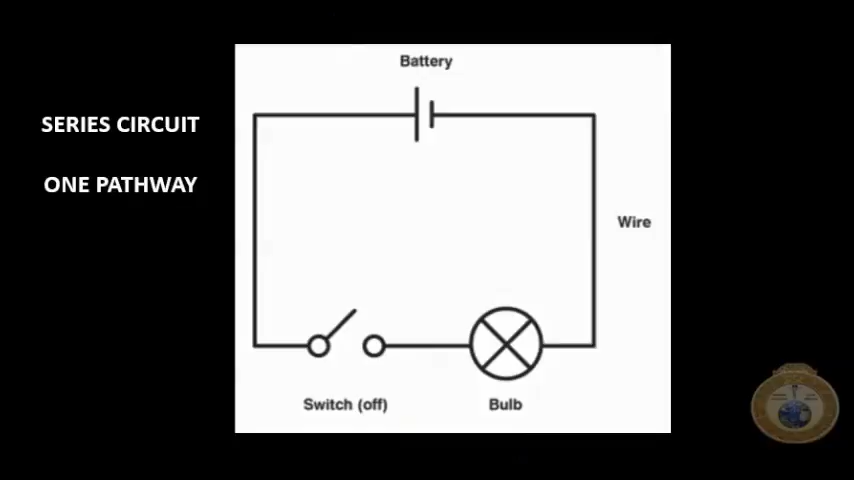 SERIES CIRCUIT
ONE PATHWAY
Battery
Wire
Switch (off)
Bulb